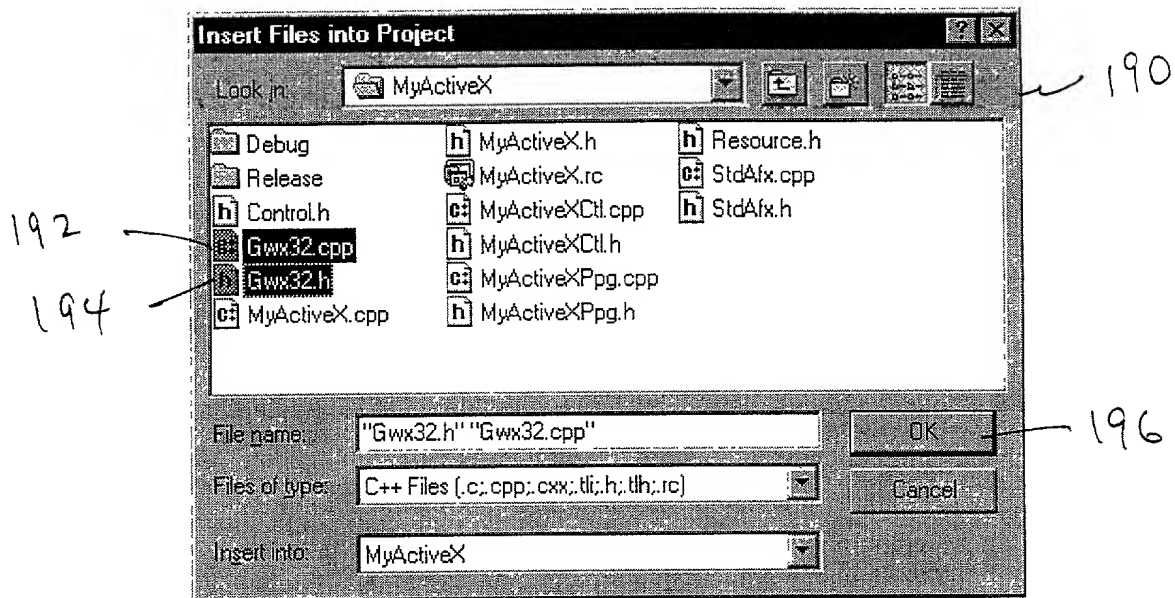 Insert Files into Project
Look in: MyActiveX
190
Debug MyActiveX.h Resource.h
Release MyActiveX.rc StdAfx.cpp
Control.h MyActiveXCtl.cpp StdAfx.h
192
Gwx32.cpp MyActiveXCtl.h
194
Gwx32.h MyActiveXPpg.cpp
MyActiveX.cpp MyActiveXPpg.h
File name: "Gwx32.h" "Gwx32.cpp" OK
196
Files of type: C++ Files (.c;.cpp;.cxx;.tli;.h;.tlh;.rc) Cancel
Insert into: MyActiveX